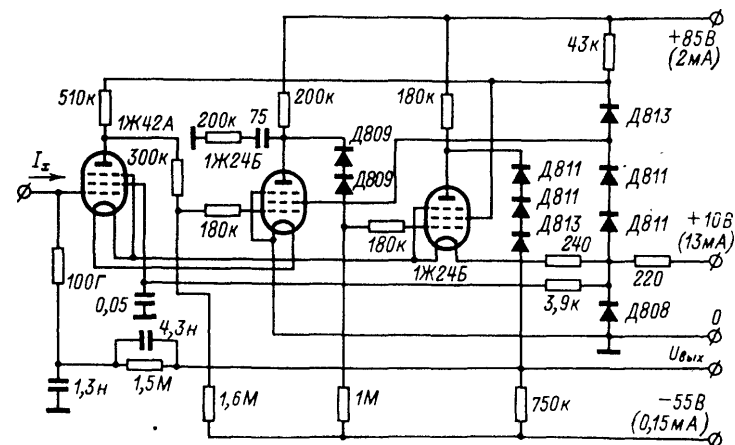 43к
+85В
(2мА)
510к
200к
180к
Д813
200к
75
1Ж42А
Д809
300к
1Ж24Б
Iх
Д809
Д811
Д811
Д811
Д811
Д813
+10В
(13мА)
180к
180к
240
220
1Ж24Б
100Г
0,05
3,9к
Д808
0
4,3н
Uвых
1,3н
1,5М
1,6М
1М
750к
−55В
(0,15мА)